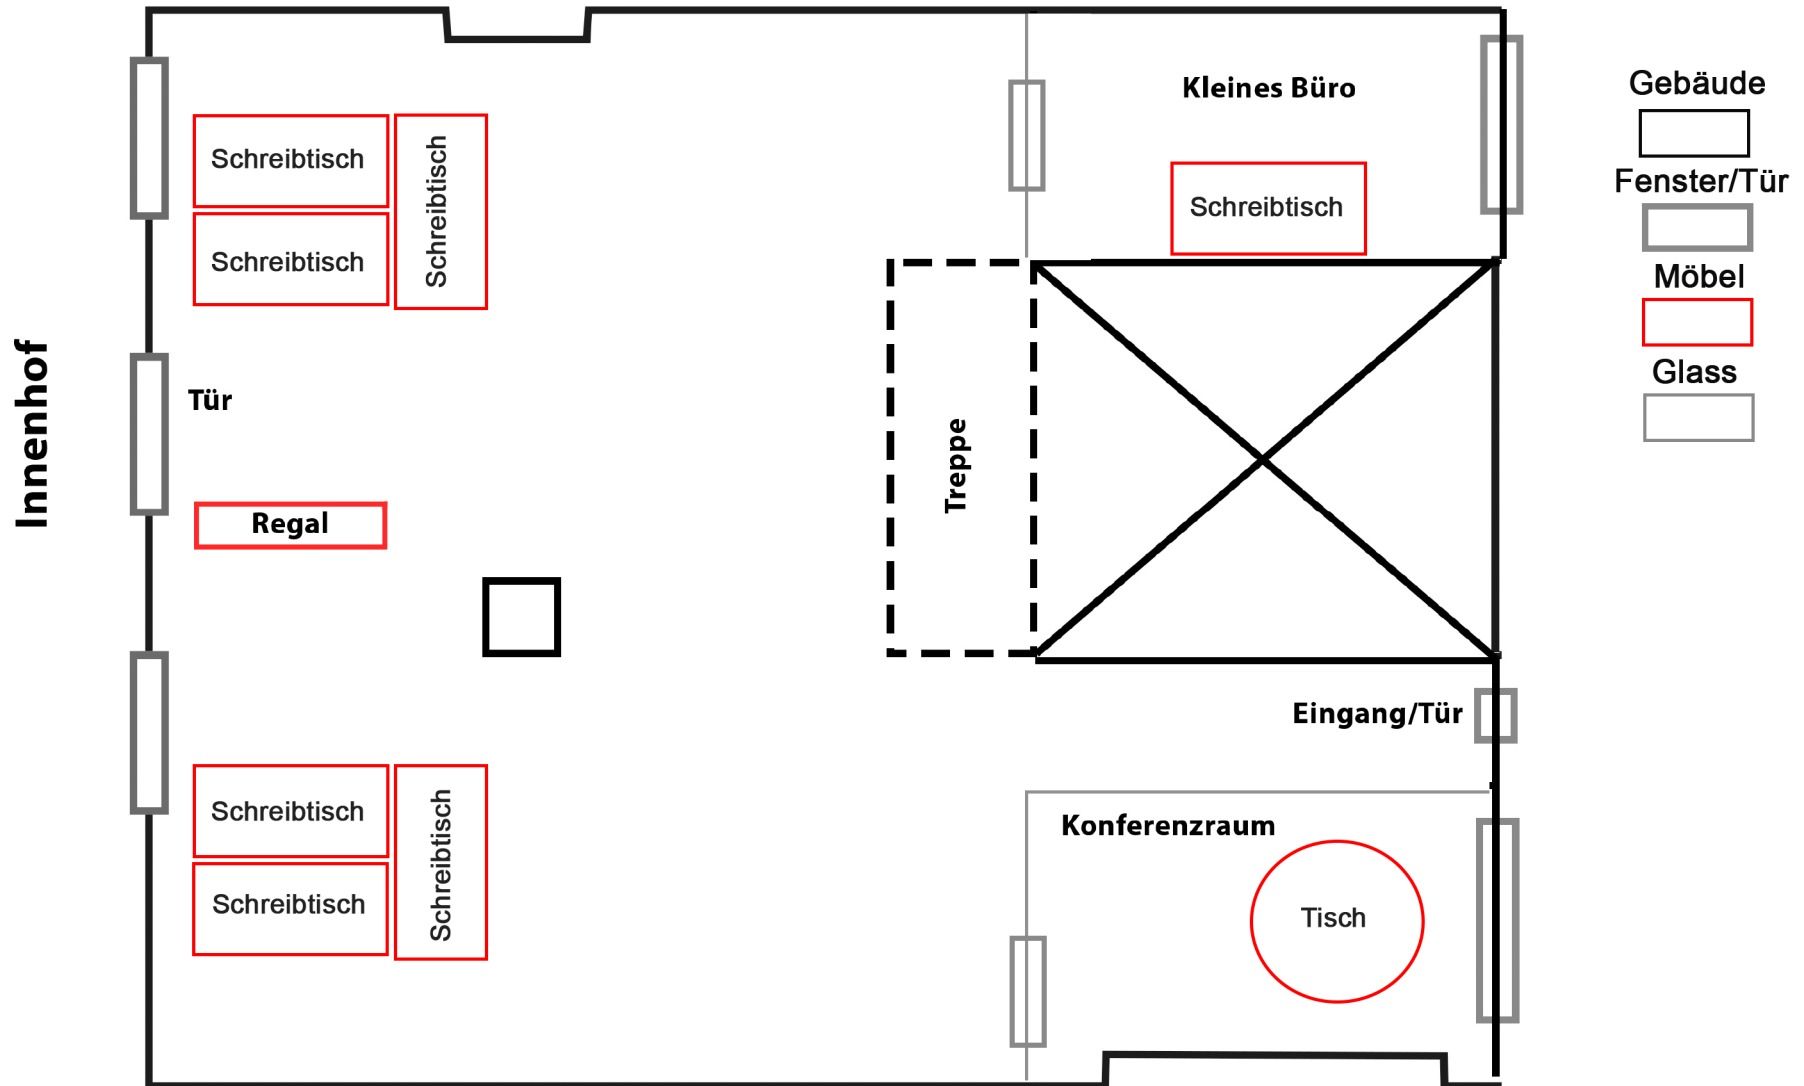 Kleines Büro
Gebäude
Schreibtisch
Schreibtisch
Fenster/Tür
Schreibtisch
Schreibtisch
Schreibtisch
Möbel
Innenhof
Glass
Tür
Treppe
Regal
Eingang/Tür
Schreibtisch
Schreibtisch
Konferenzraum
Schreibtisch
Tisch